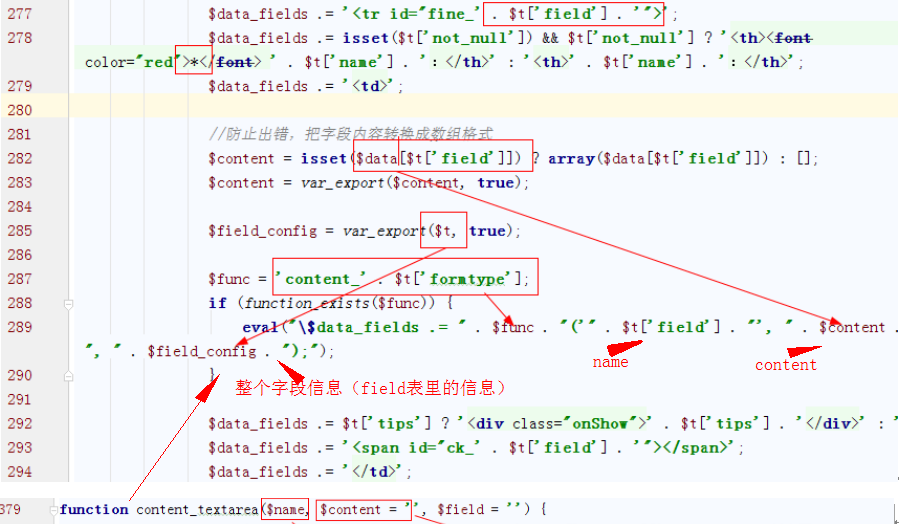 277 $data_fields .= '<tr id="fine_' . $t['field'] . '">';
278 $data_fields .= isset($t['not_null']) && $t['not_null'] ? '<th><font
color="red">*</font> ' . $t['name'] . '：</th>' : '<th>' . $t['name'] . '：</th>';
279 $data_fields .= '<td>';
280
281 //防止出错，把字段内容转换成数组格式
282 $content = isset($data[$t['field']]) ? array($data[$t['field']]) : [];
283 $content = var_export($content, true);
284
285 $field_config = var_export($t, true);
286
287 $func = 'content_' . $t['formtype'];
288 if (function_exists($func)) {
289 eval("\$data_fields .= " . $func . "('" . $t['field'] . "', " . $content .
", " . $field_config . ");");
name
content
290 }
整个字段信息（field表里的信息）
291
292 $data_fields .= $t['tips'] ? '<div class="onShow">' . $t['tips'] . '</div>' : '
293 $data_fields .= '<span id="ck_' . $t['field'] . '"></span>';
294 $data_fields .= '</td>';
379 function content_textarea($name, $content = '', $field = '') {